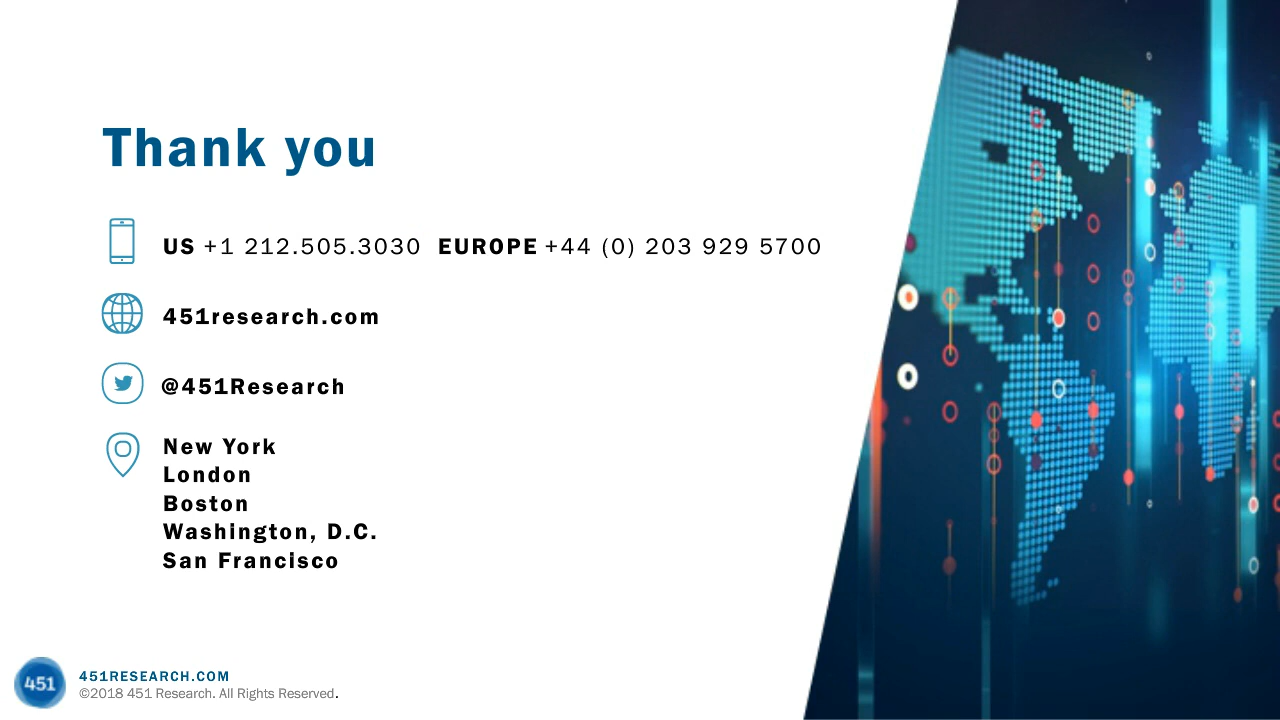 Thank you
US +1 212.505.3030 EUROPE +44 (0) 203 929 5700
451research.com
@451Research
New York
London
Boston
Washington, D.C.
San Francisco
451
451RESEARCH.COM
©2018 451 Research. All Rights Reserved.